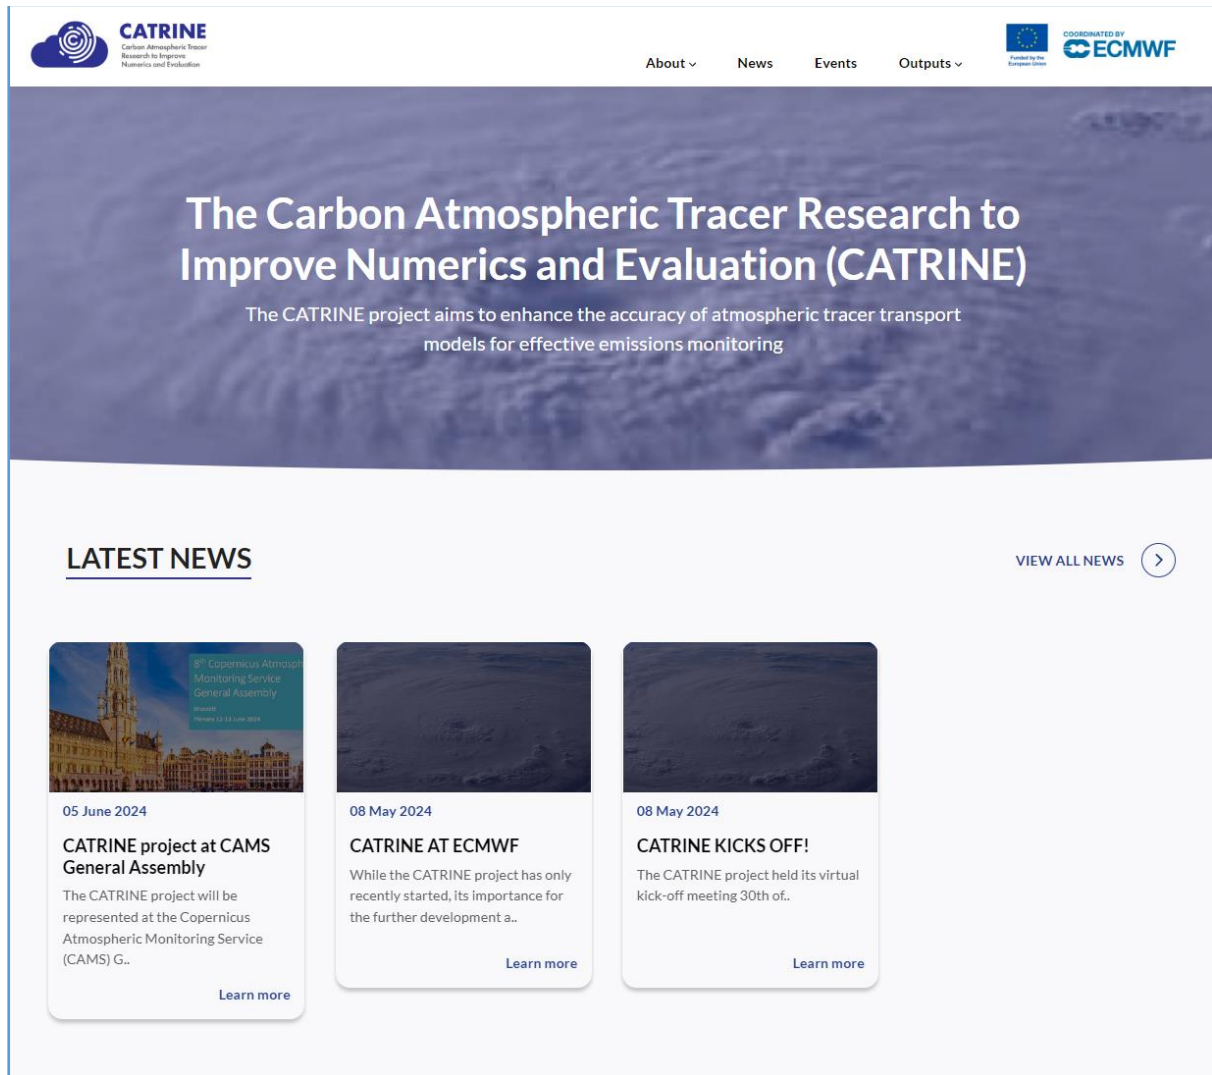 CATRINE
Carbon Atmospheric Tracer
Research to Improve
Numerics and Evaluation
About
News
Events
Outputs
Funded by the
European Union
COORDINATED BY
ECMWF
The Carbon Atmospheric Tracer Research to
Improve Numerics and Evaluation (CATRINE)
The CATRINE project aims to enhance the accuracy of atmospheric tracer transport
models for effective emissions monitoring
LATEST NEWS
VIEW ALL NEWS
8th Copernicus Atmosph
Monitoring Service
General Assembly
Brussels
05 June 2024
CATRINE project at CAMS
General Assembly
The CATRINE project will be
represented at the Copernicus
Atmospheric Monitoring Service
(CAMS) G..
Learn more
08 May 2024
CATRINE AT ECMWF
While the CATRINE project has only
recently started, its importance for
the further development a..
Learn more
08 May 2024
CATRINE KICKS OFF!
The CATRINE project held its virtual
kick-off meeting 30th of..
Learn more